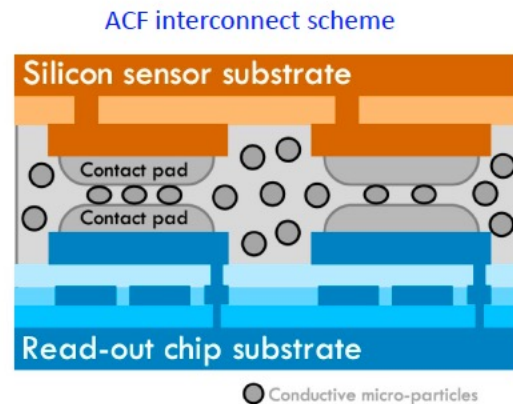 ACF interconnect scheme
Silicon sensor substrate
Contact pad
Contact pad
Read-out chip substrate
Conductive micro-particles